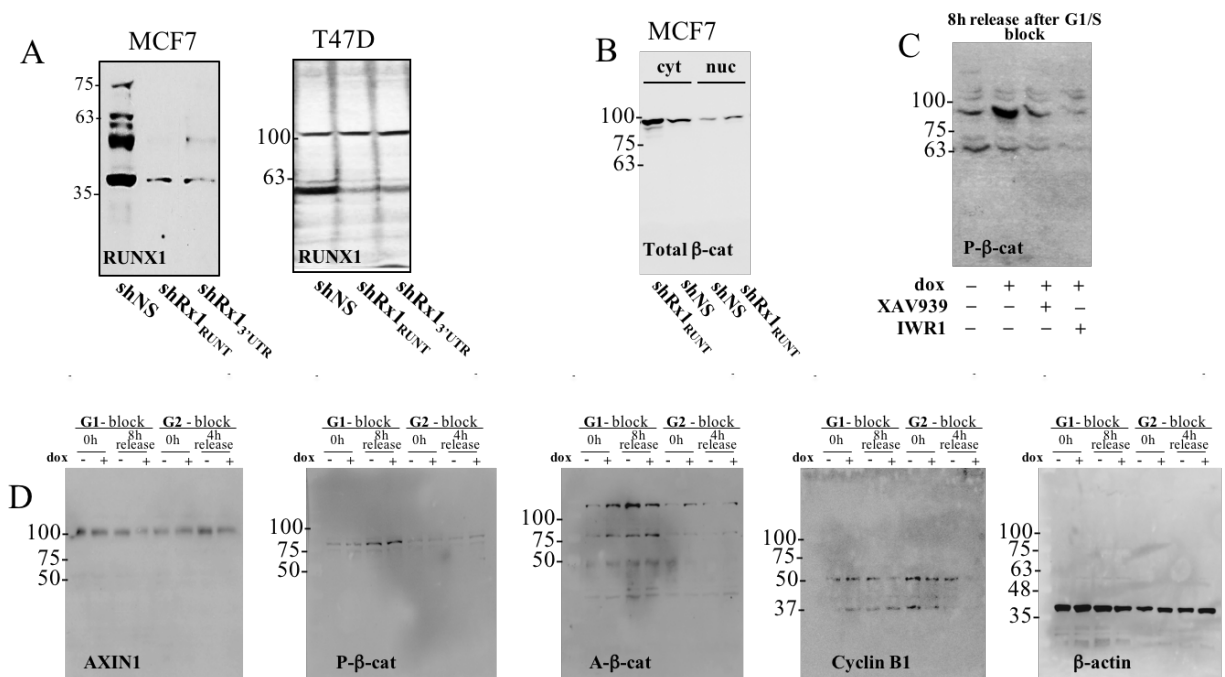 A
MCF7
75-
63-
35-
RUNX1
shNS
shRx1RUNT
shRx13'UTR
T47D
100-
63-
RUNX1
shNS
shRx1RUNT
shRx13'UTR
B
MCF7
cyt nuc
100-
75-
63-
Total β-cat
shRx1RUNT
shNS
shNS
shRx1RUNT
C
8h release after G1/S
block
100-
75-
63-
P-β-cat
dox - + + +
XAV939 - - + -
IWR1 - - - +
D
G1- block G2 - block
0h 8h release 0h 4h release
dox - + - + - + - +
100-
75-
50-
AXIN1
G1- block G2 - block
0h 8h release 0h 4h release
dox - + - + - + - +
100-
75-
50-
P-β-cat
G1- block G2 - block
0h 8h release 0h 4h release
dox - + - + - + - +
100-
75-
50-
A-β-cat
G1- block G2 - block
0h 8h release 0h 4h release
dox - + - + - + - +
100-
75-
50-
37-
Cyclin B1
G1- block G2 - block
0h 8h release 0h 4h release
dox - + - + - + - +
100-
75-
63-
48-
35-
β-actin